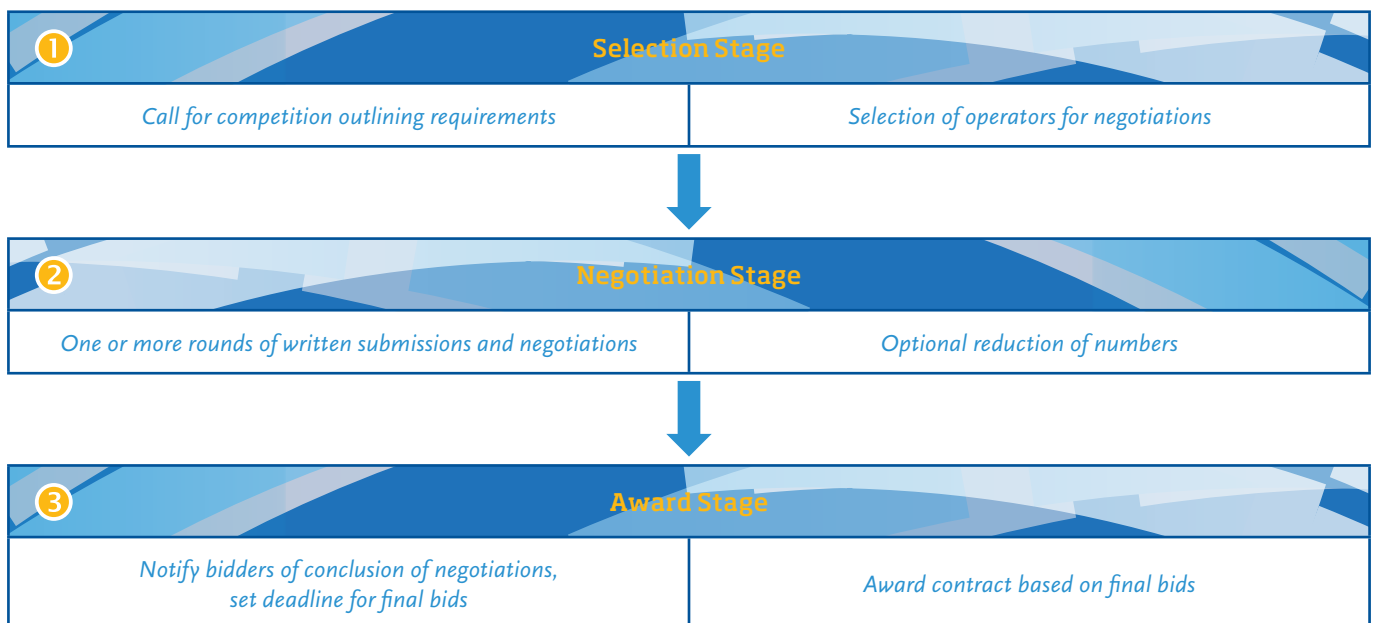 1
Selection Stage
Call for competition outlining requirements
Selection of operators for negotiations
2
Negotiation Stage
One or more rounds of written submissions and negotiations
Optional reduction of numbers
3
Award Stage
Notify bidders of conclusion of negotiations,
set deadline for final bids
Award contract based on final bids